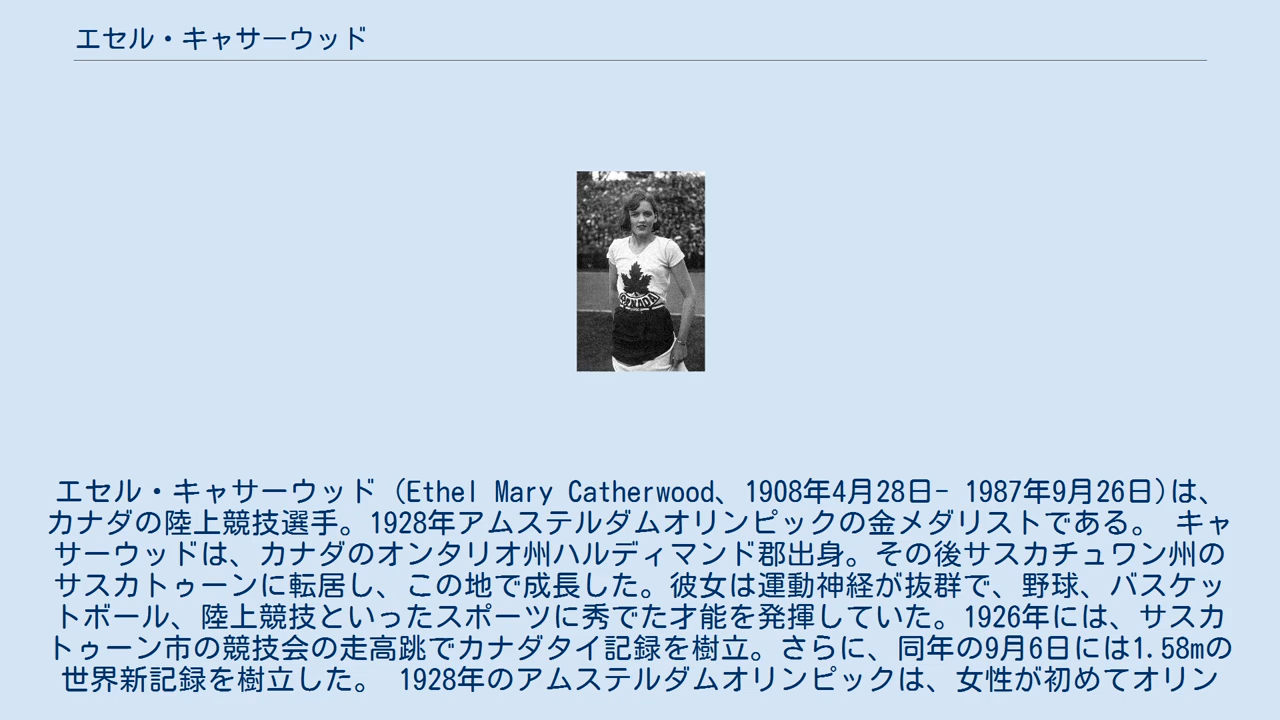 エセル・キャサーウッド
CANADA
エセル・キャサーウッド (Ethel Mary Catherwood、1908年4月28日- 1987年9月26日)は、
カナダの陸上競技選手。1928年アムステルダムオリンピックの金メダリストである。 キャ
サーウッドは、カナダのオンタリオ州ハルディマンド郡出身。その後サスカチュワン州の
サスカトゥーンに転居し、この地で成長した。彼女は運動神経が抜群で、野球、バスケッ
トボール、陸上競技といったスポーツに秀でた才能を発揮していた。1926年には、サスカ
トゥーン市の競技会の走高跳でカナダタイ記録を樹立。さらに、同年の9月6日には1.58mの
世界新記録を樹立した。 1928年のアムステルダムオリンピックは、女性が初めてオリン